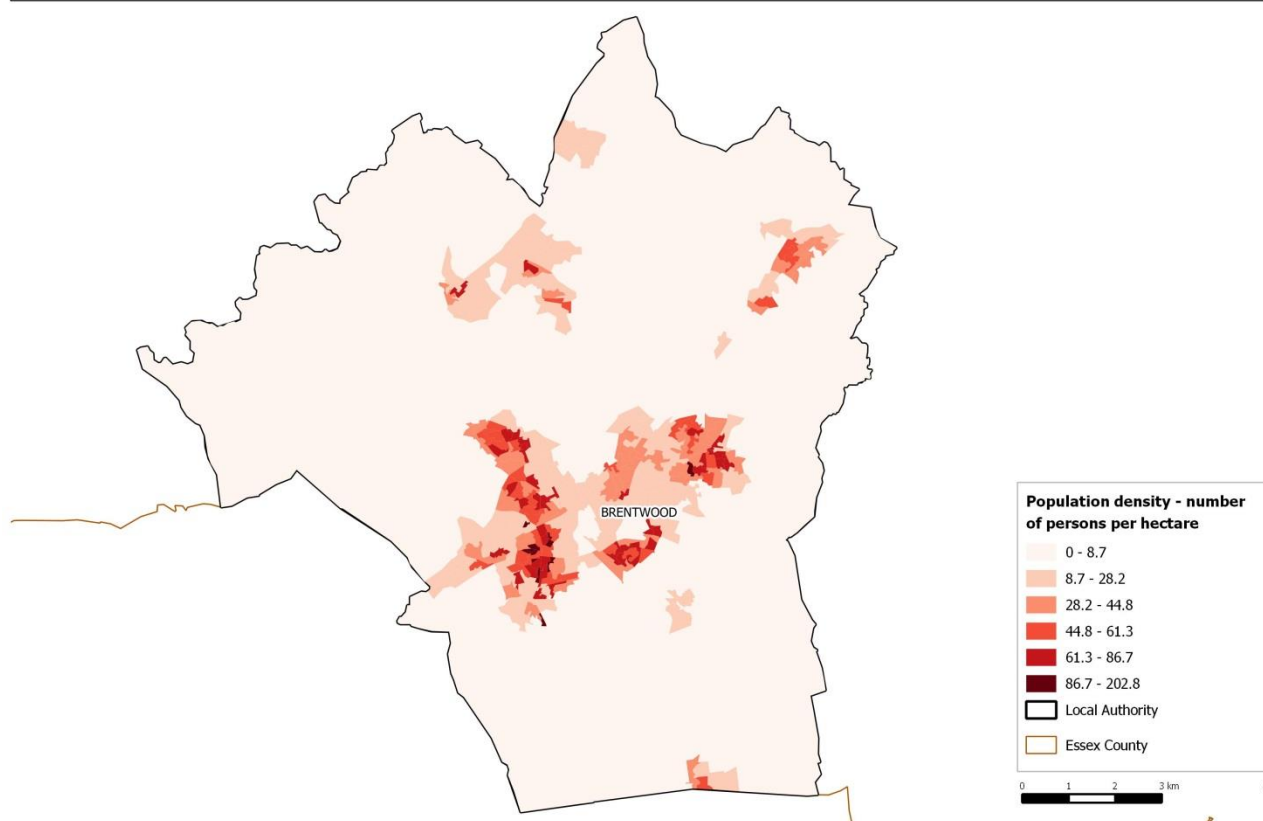 BRENTWOOD
Population density - number
of persons per hectare
0 - 8.7
8.7 - 28.2
28.2 - 44.8
44.8 - 61.3
61.3 - 86.7
86.7 - 202.8
Local Authority
Essex County
0 1 2 3 km